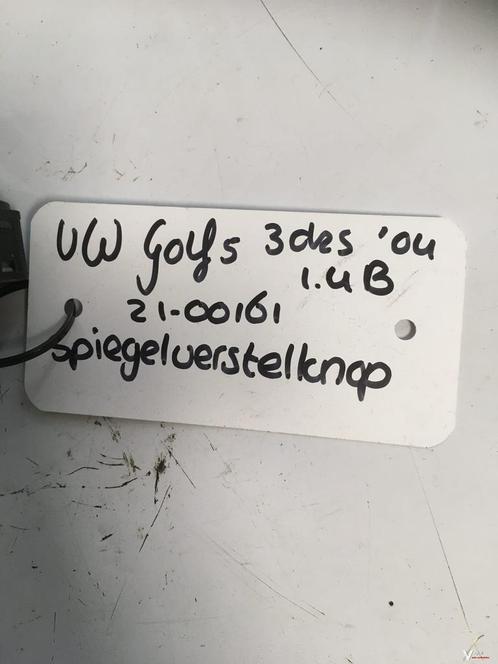 VW Golf 5 3drs '04
1.4 B
21-00161
Spiegelverstelknop